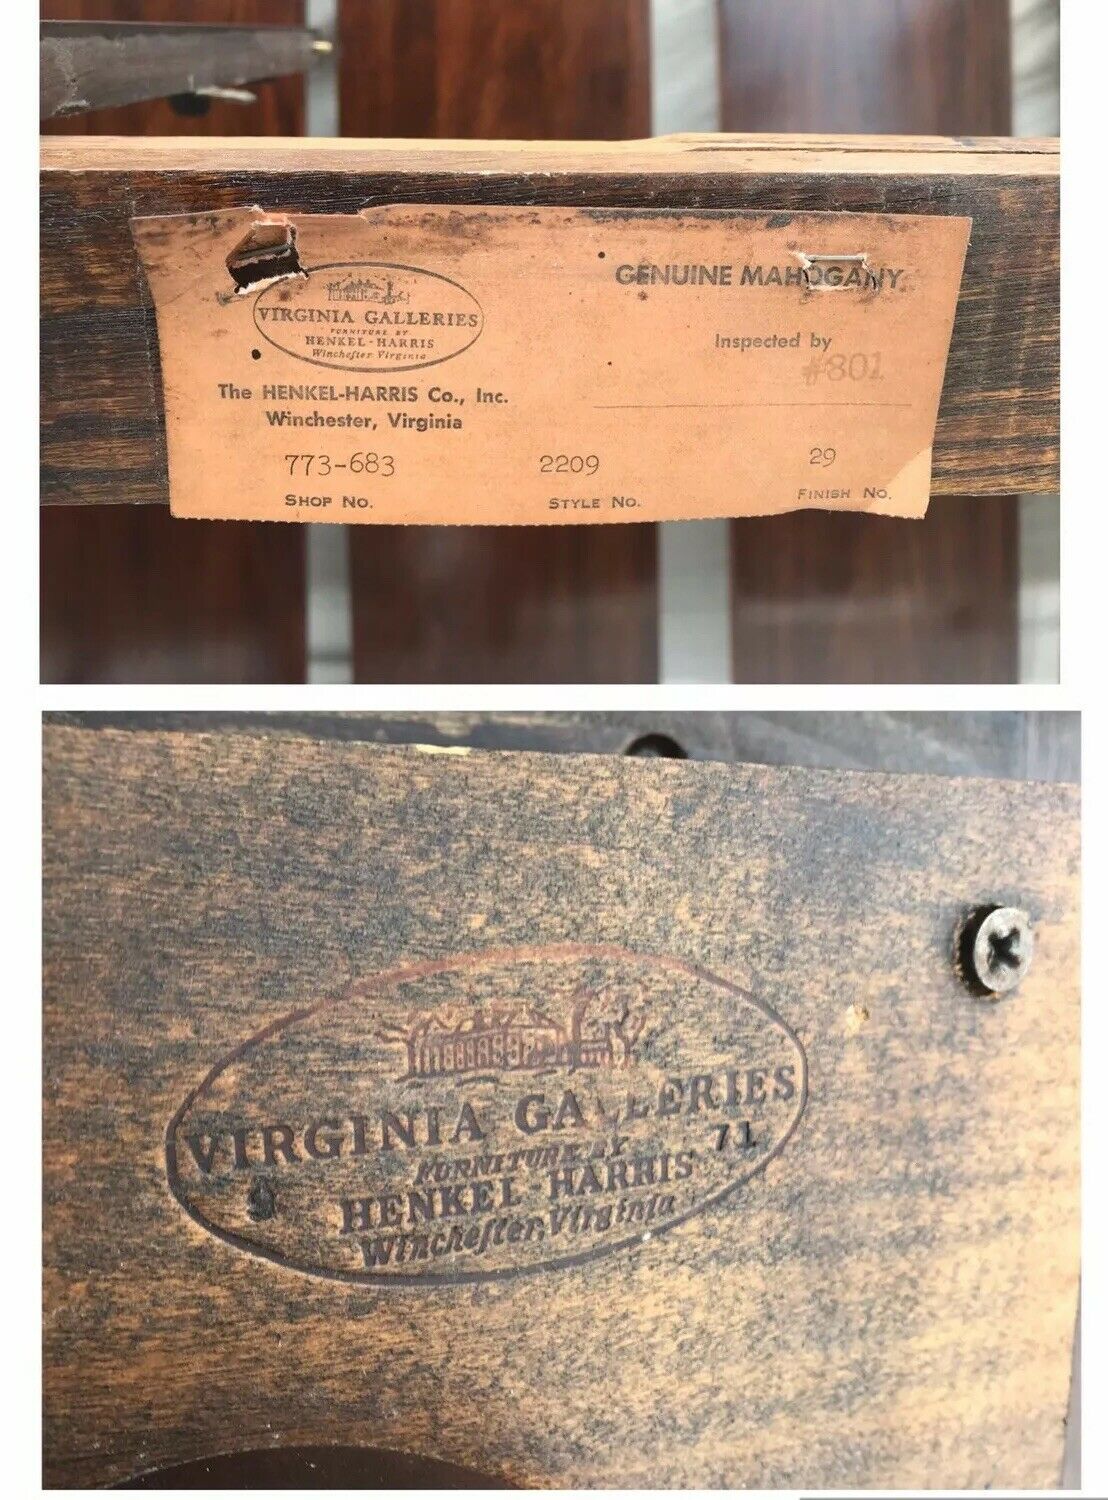 VIRGINIA GALLERIES
FURNITURE BY
HENKEL-HARRIS
Winchester Virginia
The HENKEL-HARRIS Co., Inc.
Winchester, Virginia
GENUINE MAHOGANY
Inspected by
#801
773-683 2209 29
SHOP NO. STYLE NO. FINISH NO.
VIRGINIA GALLERIES
FURNITURE BY
9 HENKEL-HARRIS 71
Winchester, Virginia